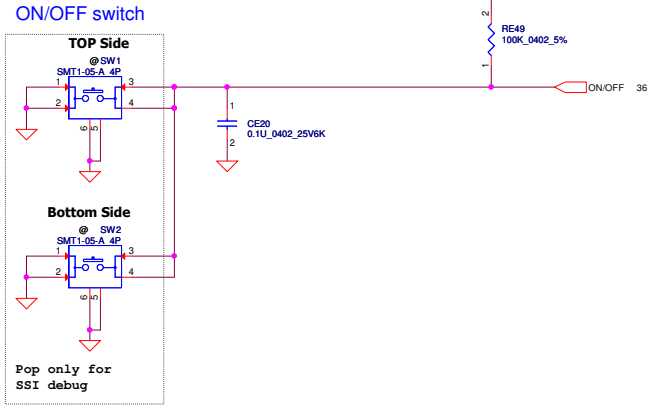 ON/OFF switch
TOP Side
@ SW1
SMT1-05-A 4P
1
2
3
4
6
5
2
RE49
100K_0402_5%
1
ON/OFF 36
1
CE20
0.1U_0402_25V6K
2
Bottom Side
@ SW2
SMT1-05-A 4P
1
2
3
4
6
5
Pop only for
SSI debug